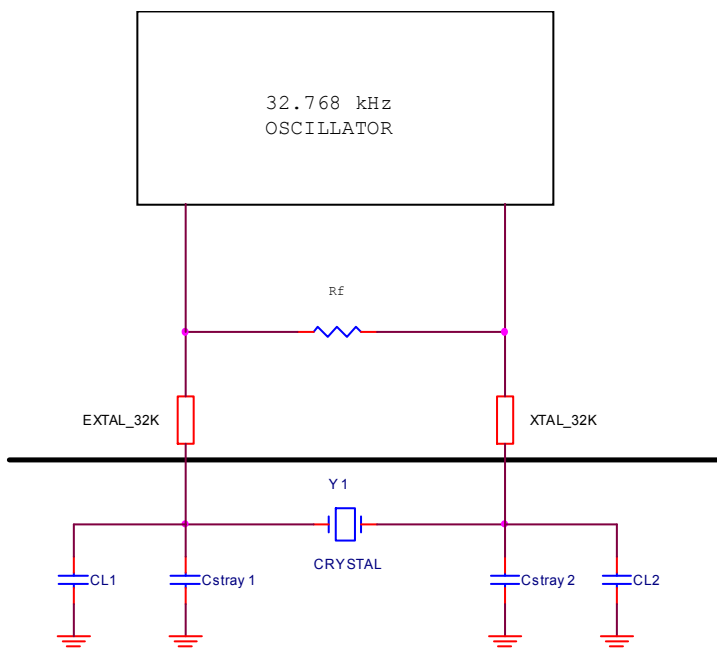 32.768 kHz
OSCILLATOR
Rf
EXTAL_32K
XTAL_32K
Y1
CRYSTAL
CL1
Cstray 1
Cstray 2
CL2